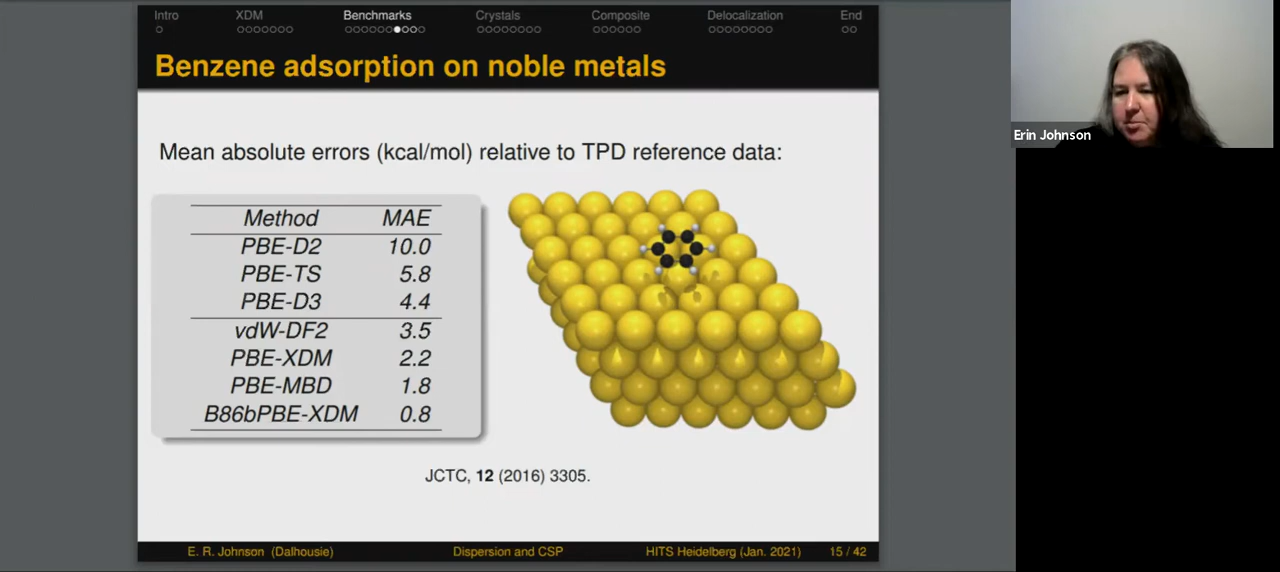 Intro XDM Benchmarks Crystals Composite Delocalization End
Benzene adsorption on noble metals
Mean absolute errors (kcal/mol) relative to TPD reference data:
Method MAE
PBE-D2 10.0
PBE-TS 5.8
PBE-D3 4.4
vdW-DF2 3.5
PBE-XDM 2.2
PBE-MBD 1.8
B86bPBE-XDM 0.8
JCTC, 12 (2016) 3305.
E. R. Johnson (Dalhousie) Dispersion and CSP HITS Heidelberg (Jan. 2021) 15 / 42
Erin Johnson